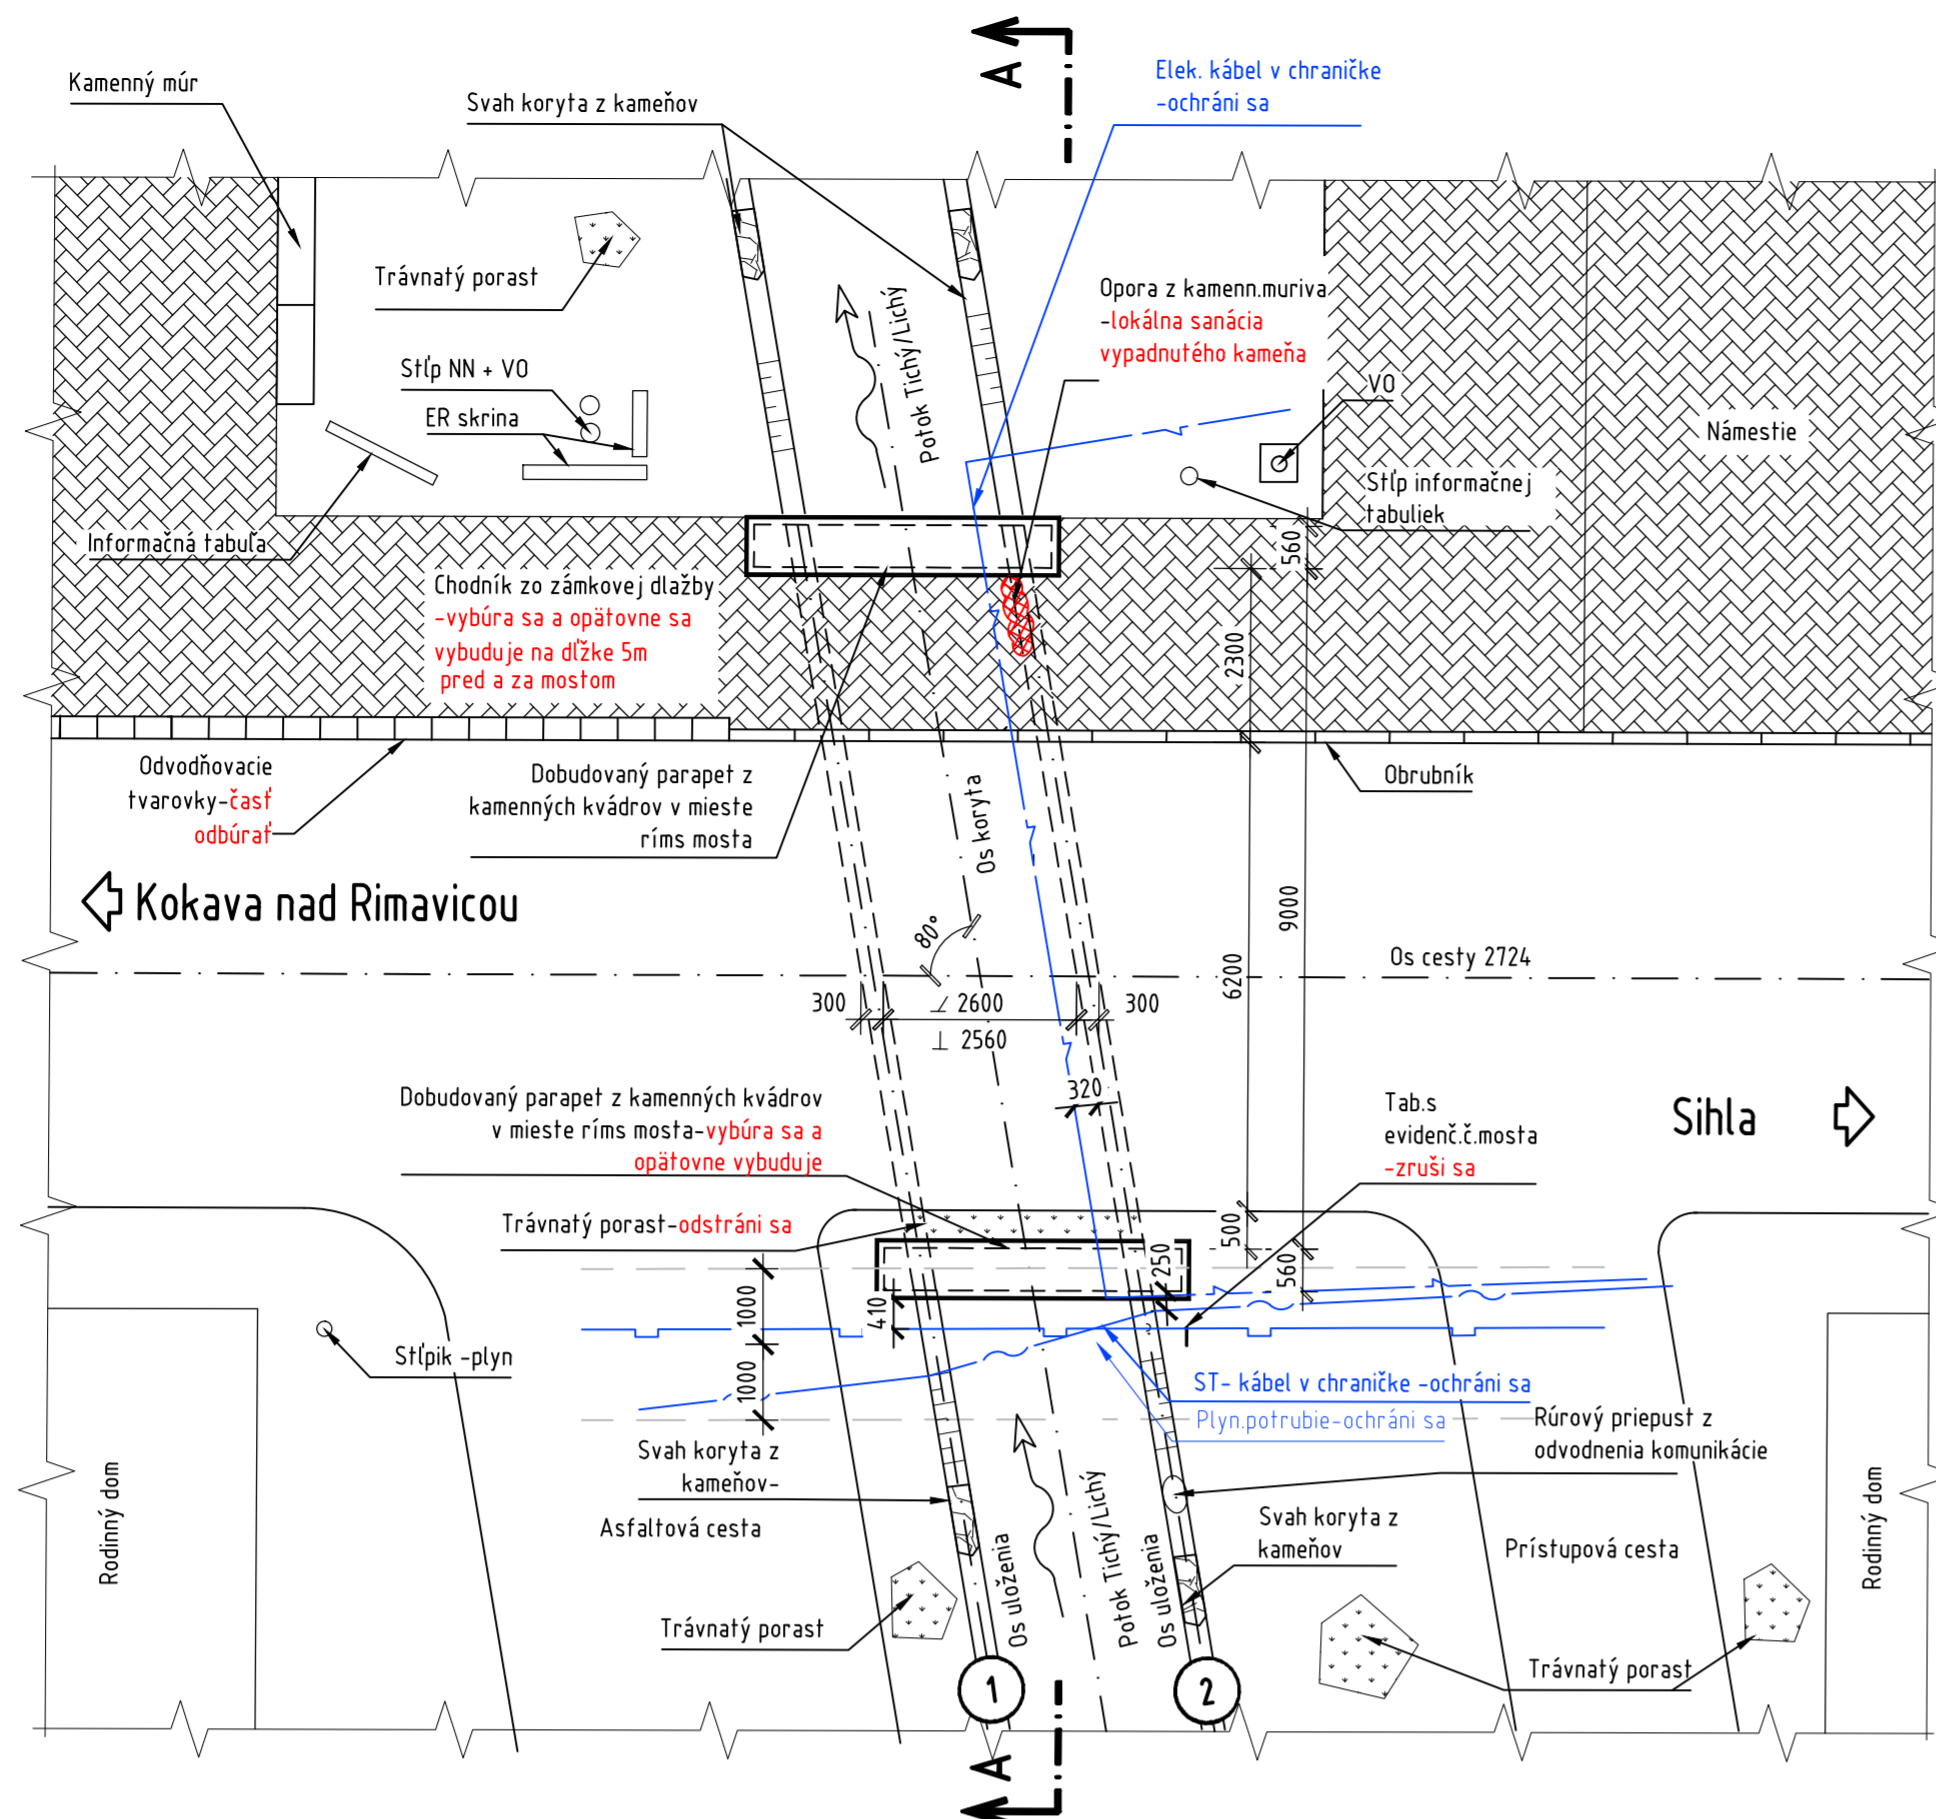 A
Kamenný múr
Svah koryta z kameňov
Elek. kábel v chraničke
-ochráni sa
Trávnatý porast
Potok Tichý/Lichý
Opora z kamenn.muriva
-lokálna sanácia
vypadnutého kameňa
Stĺp NN + VO
ER skrina
VO
Námestie
Stĺp informačnej
tabuliek
Informačná tabuľa
560
Chodník zo zámkovej dlažby
-vybúra sa a opätovne sa
vybuduje na dĺžke 5m
pred a za mostom
2300
Odvodňovacie
tvarovky-časť
odbúrať
Dobudovaný parapet z
kamenných kvádrov v mieste
ríms mosta
Os koryta
Obrubník
Kokava nad Rimavicou
80°
9000
6200
Os cesty 2724
300
∠ 2600
300
⊥ 2560
320
Dobudovaný parapet z kamenných kvádrov
v mieste ríms mosta-vybúra sa a
opätovne vybuduje
Tab.s
evidenč.č.mosta
-zruší sa
Sihla
Trávnatý porast-odstráni sa
500
250
560
1000
410
1000
Stĺpik -plyn
ST- kábel v chraničke -ochráni sa
Plyn.potrubie-ochráni sa
Rúrový priepust z
odvodnenia komunikácie
Svah koryta z
kameňov-
Asfaltová cesta
Rodinný dom
Os uloženia
Potok Tichý/Lichý
Os uloženia
Svah koryta z
kameňov
Prístupová cesta
Rodinný dom
Trávnatý porast
Trávnatý porast
1
2
A